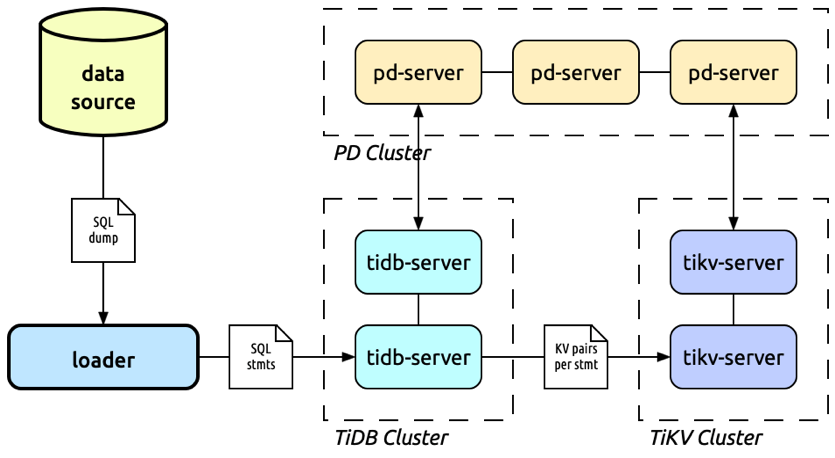 data
source
pd-server
pd-server
pd-server
PD Cluster
SQL
dump
tidb-server
tikv-server
loader
SQL
stmts
tidb-server
KV pairs
per stmt
tikv-server
TiDB Cluster
TiKV Cluster